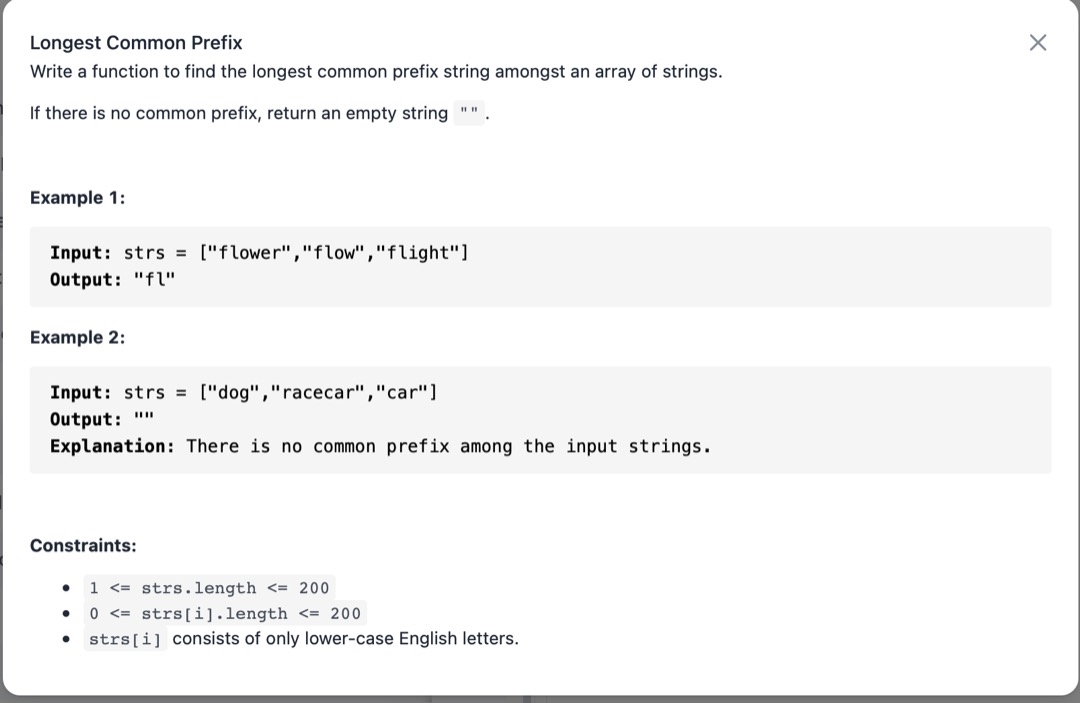 Longest Common Prefix
Write a function to find the longest common prefix string amongst an array of strings.
If there is no common prefix, return an empty string "".
Example 1:
Input: strs = ["flower","flow","flight"]
Output: "fl"
Example 2:
Input: strs = ["dog","racecar","car"]
Output: ""
Explanation: There is no common prefix among the input strings.
Constraints:
• 1 <= strs.length <= 200
• 0 <= strs[i].length <= 200
• strs[i] consists of only lower-case English letters.